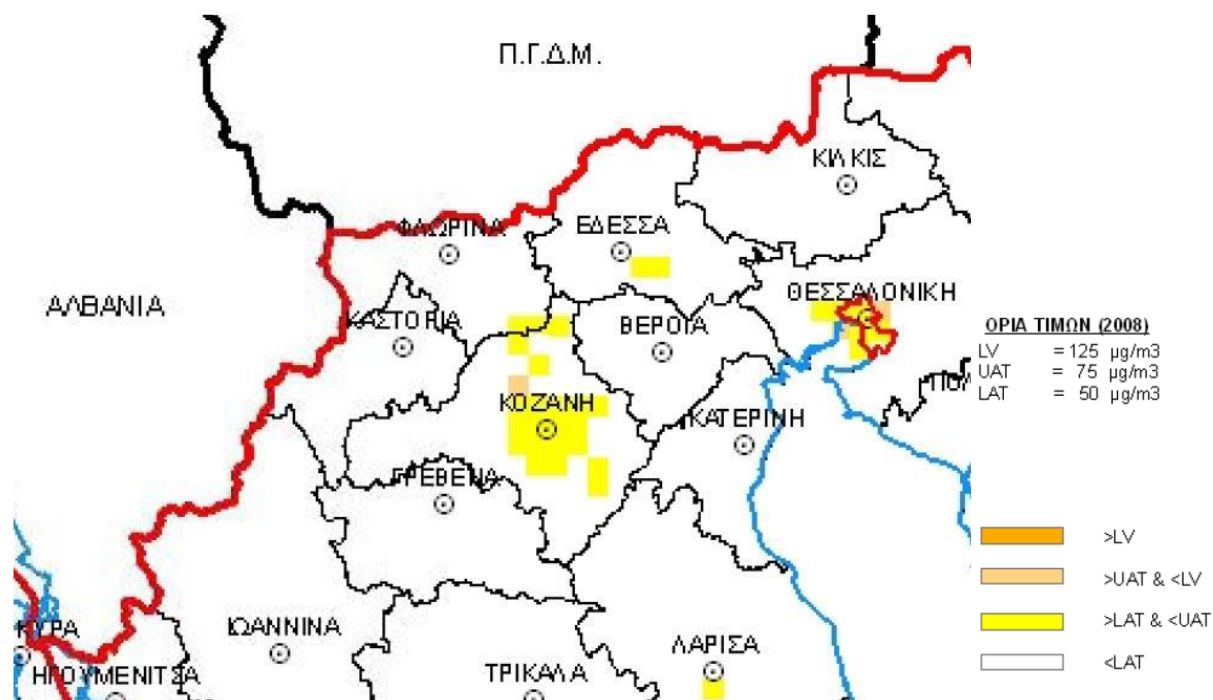 Π.Γ.Δ.Μ.
ΚΙΛΚΙΣ
ΦΛΩΡΙΝΑ
ΕΔΕΣΣΑ
ΑΛΒΑΝΙΑ
ΘΕΣΣΑΛΟΝΙΚΗ
ΚΑΣΤΟΡΙΑ
ΒΕΡΟΙΑ
ΚΟΖΑΝΗ
ΚΑΤΕΡΙΝΗ
ΓΡΕΒΕΝΑ
ΙΩΑΝΝΙΝΑ
ΚΥΡΑ
ΗΓΟΥΜΕΝΙΤΣΑ
ΤΡΙΚΑΛΑ
ΛΑΡΙΣΑ
ΟΡΙΑ ΤΙΜΩΝ (2008)
LV = 125 μg/m3
UAT = 75 μg/m3
LAT = 50 μg/m3
>LV
>UAT & <LV
>LAT & <UAT
<LAT